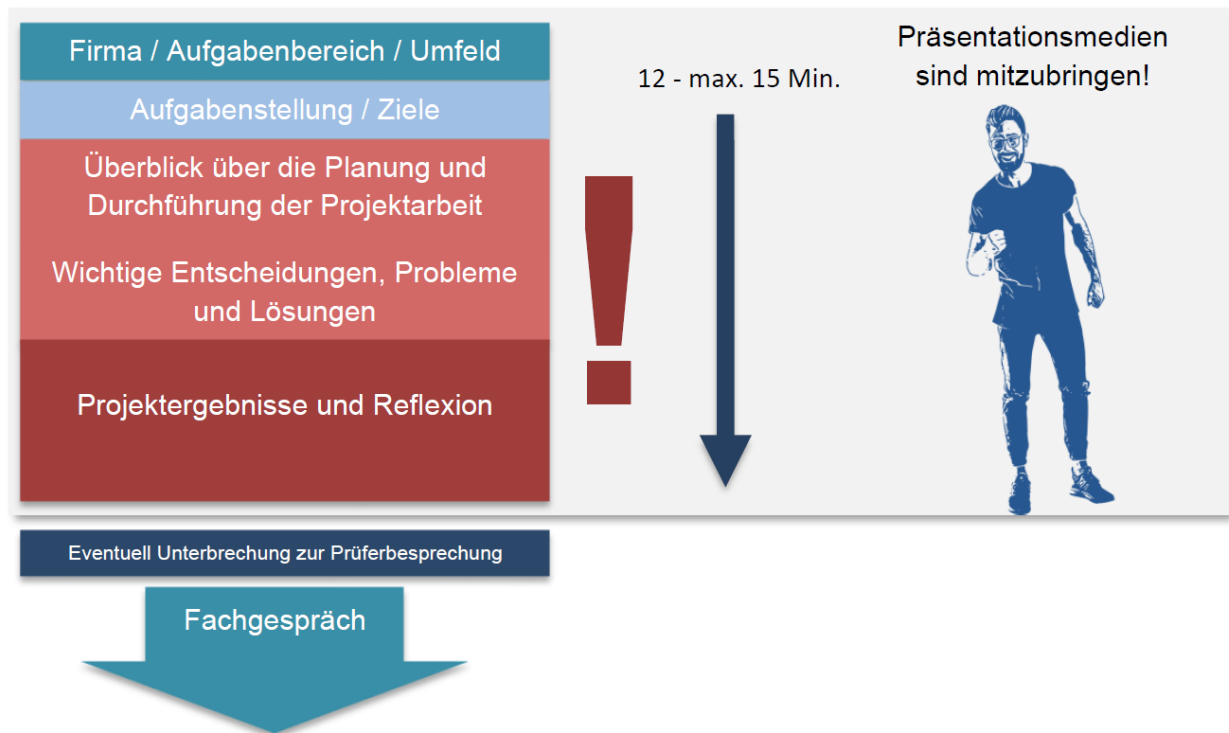 Firma / Aufgabenbereich / Umfeld
Aufgabenstellung / Ziele
Überblick über die Planung und
Durchführung der Projektarbeit
Wichtige Entscheidungen, Probleme
und Lösungen
Projektergebnisse und Reflexion
!
12 - max. 15 Min.
Präsentationsmedien
sind mitzubringen!
Eventuell Unterbrechung zur Prüferbesprechung
Fachgespräch